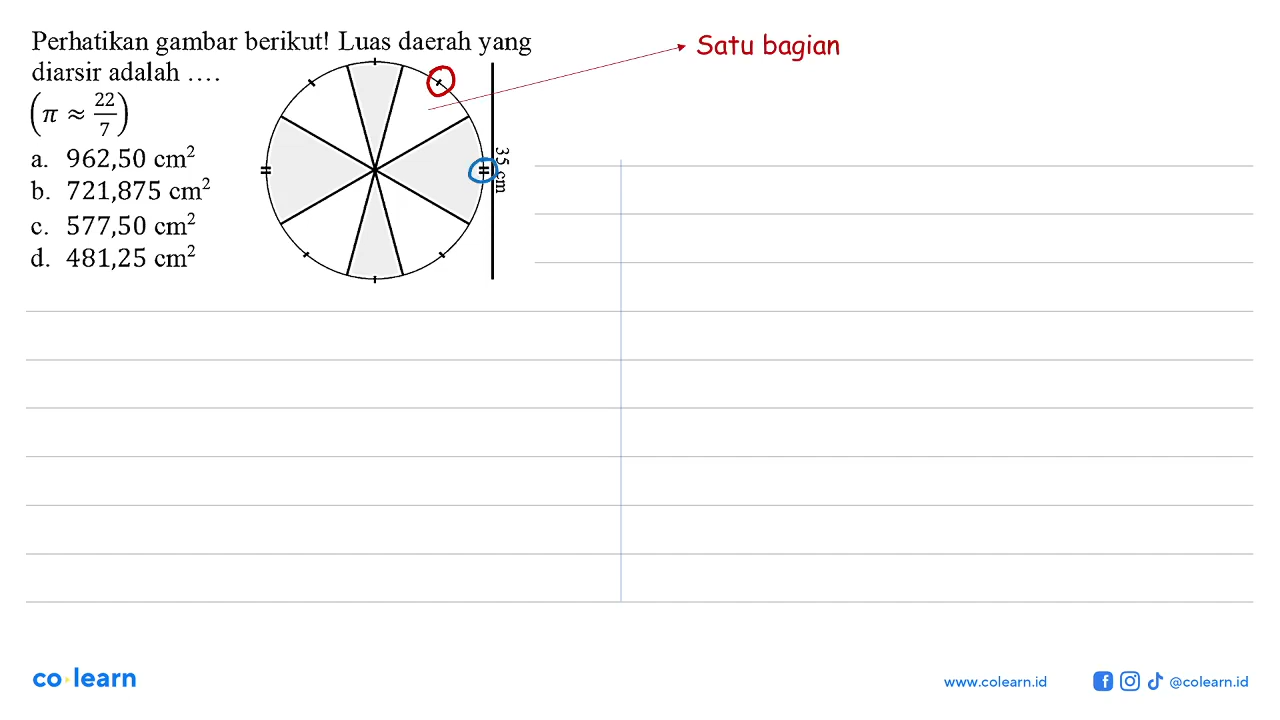 Perhatikan gambar berikut! Luas daerah yang
diarsir adalah ....
(π ≈ 22/7)
a. 962,50 cm²
b. 721,875 cm²
c. 577,50 cm²
d. 481,25 cm²
35 cm
Satu bagian
co learn
www.colearn.id
@colearn.id